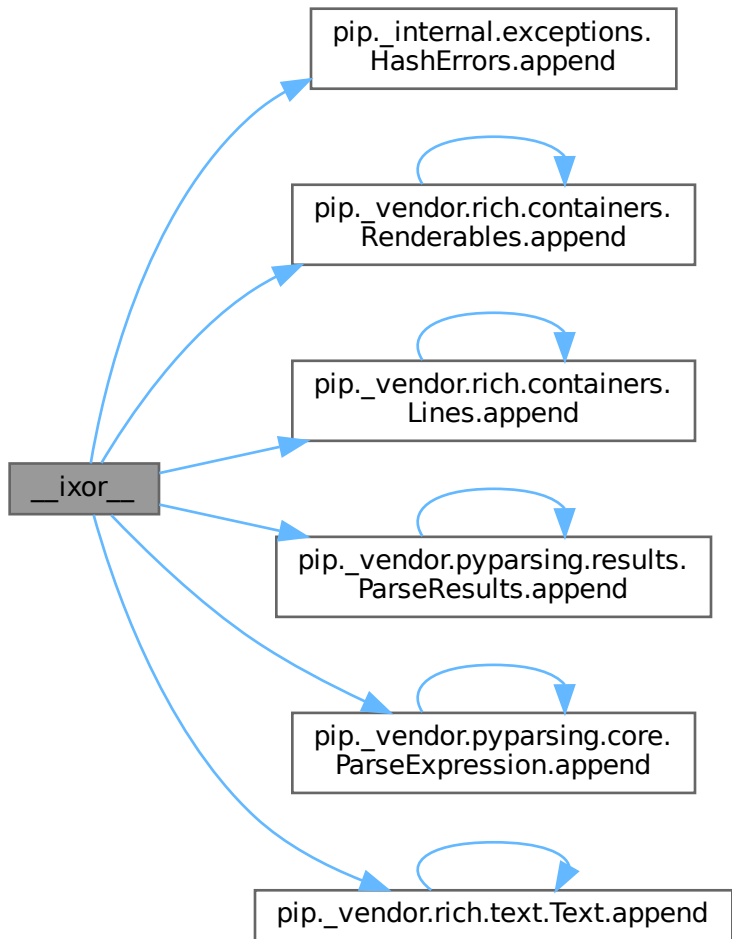 pip._internal.exceptions.
HashErrors.append
pip._vendor.rich.containers.
Renderables.append
pip._vendor.rich.containers.
Lines.append
__ixor__
pip._vendor.pyparsing.results.
ParseResults.append
pip._vendor.pyparsing.core.
ParseExpression.append
pip._vendor.rich.text.Text.append